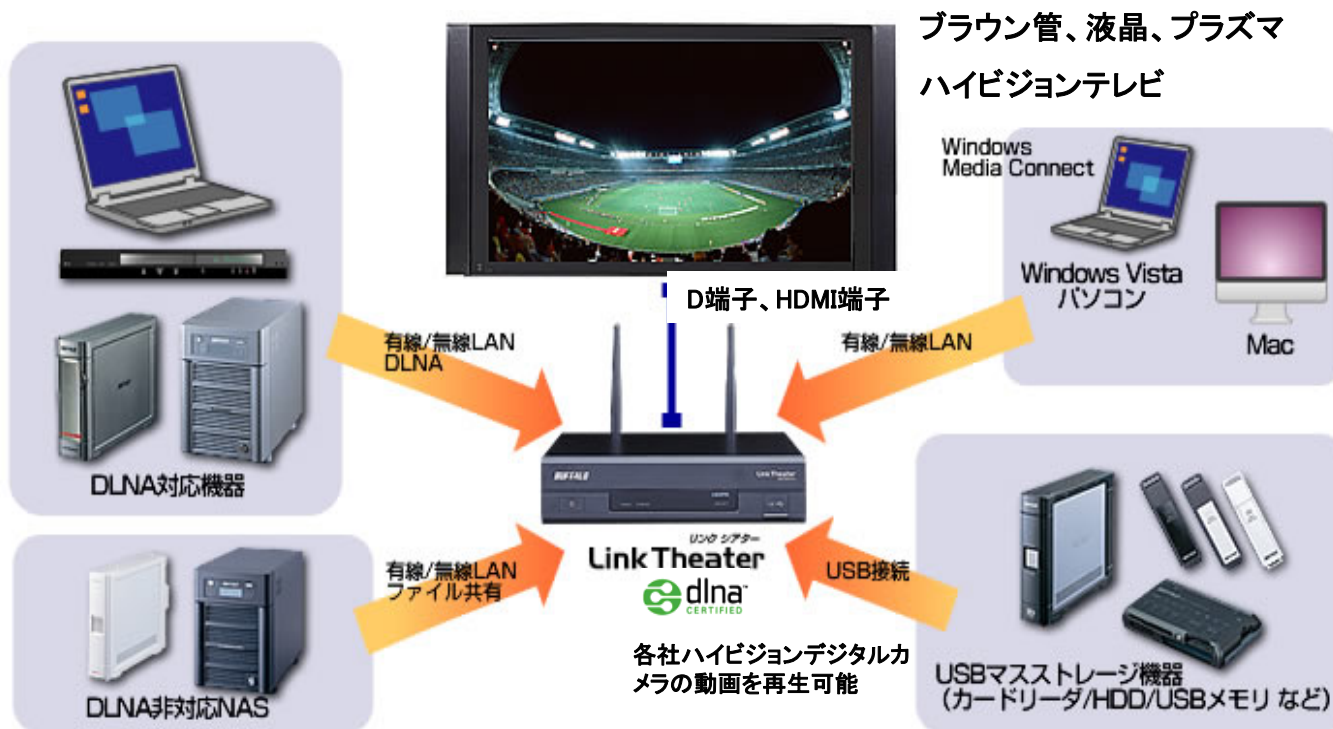 ブラウン管、液晶、プラズマ
ハイビジョンテレビ
Windows
Media Connect
Windows Vista
パソコン
Mac
D端子、HDMI端子
有線/無線LAN
DLNA
有線/無線LAN
DLNA対応機器
BUFFALO
Link Theater
HDMI
リンク シアター
Link Theater
dlna
CERTIFIED
有線/無線LAN
ファイル共有
USB接続
DLNA非対応NAS
各社ハイビジョンデジタルカ
メラの動画を再生可能
USBマスストレージ機器
(カードリーダ/HDD/USBメモリ など)